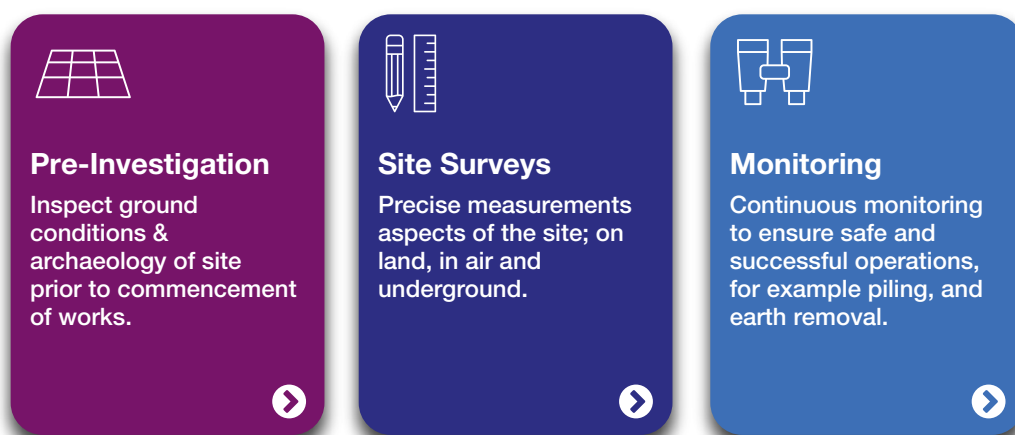 Pre-Investigation
Inspect ground
conditions &
archaeology of site
prior to commencement
of works.
Site Surveys
Precise measurements
aspects of the site; on
land, in air and
underground.
Monitoring
Continuous monitoring
to ensure safe and
successful operations,
for example piling, and
earth removal.